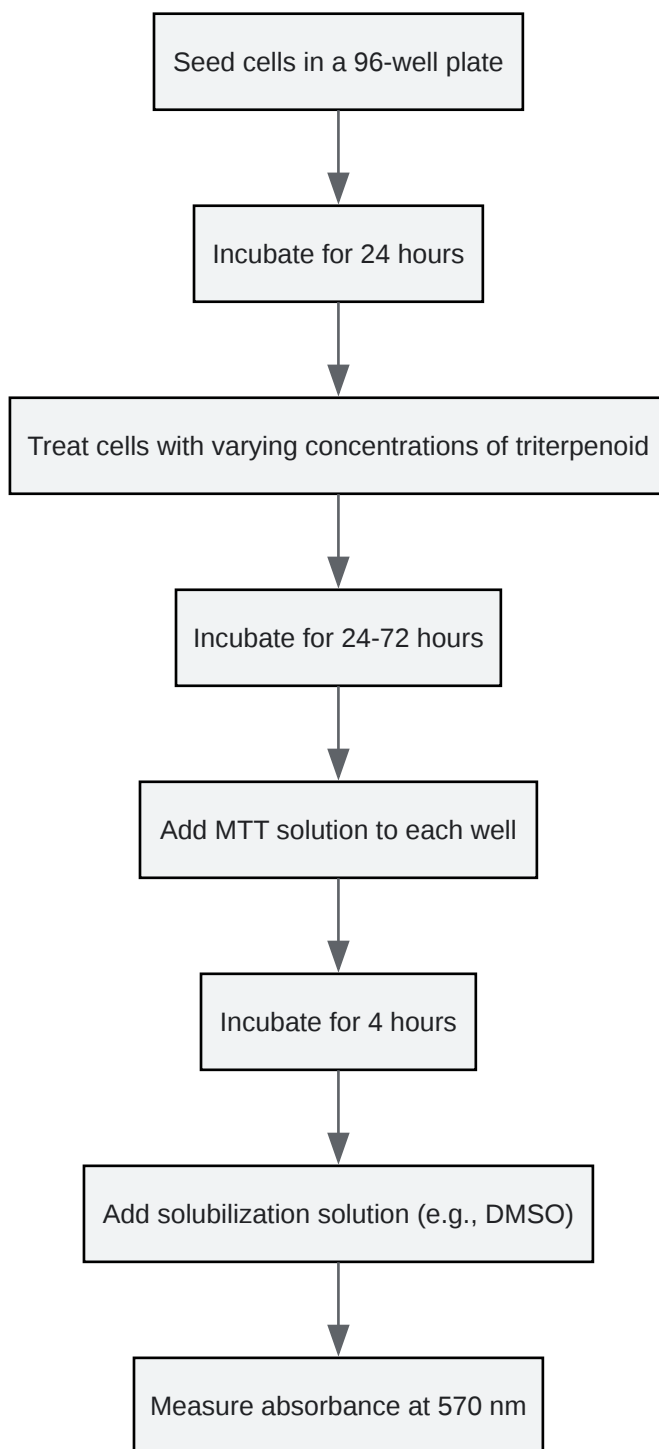 Seed cells in a 96-well plate
Incubate for 24 hours
Treat cells with varying concentrations of triterpenoid
Incubate for 24-72 hours
Add MTT solution to each well
Incubate for 4 hours
Add solubilization solution (e.g., DMSO)
Measure absorbance at 570 nm